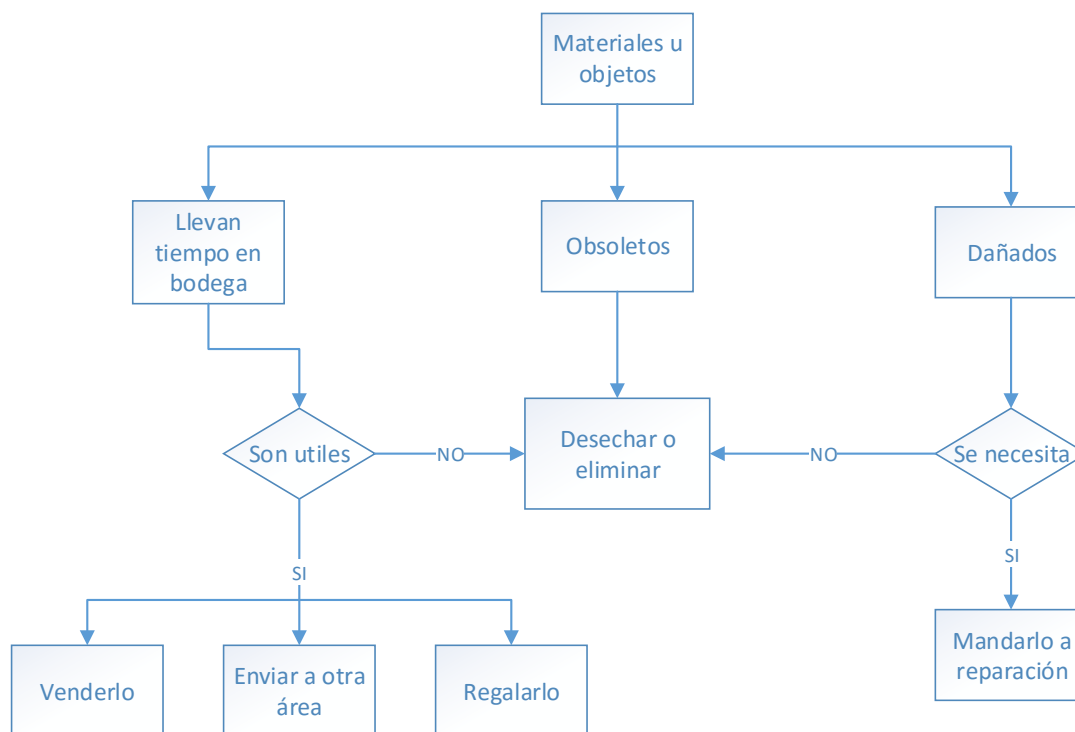 Materiales u
objetos
Llevan
tiempo en
bodega
Obsoletos
Dañados
Son utiles
NO
Desechar o
eliminar
NO
Se necesita
SI
SI
Venderlo
Enviar a otra
área
Regalarlo
Mandarlo a
reparación